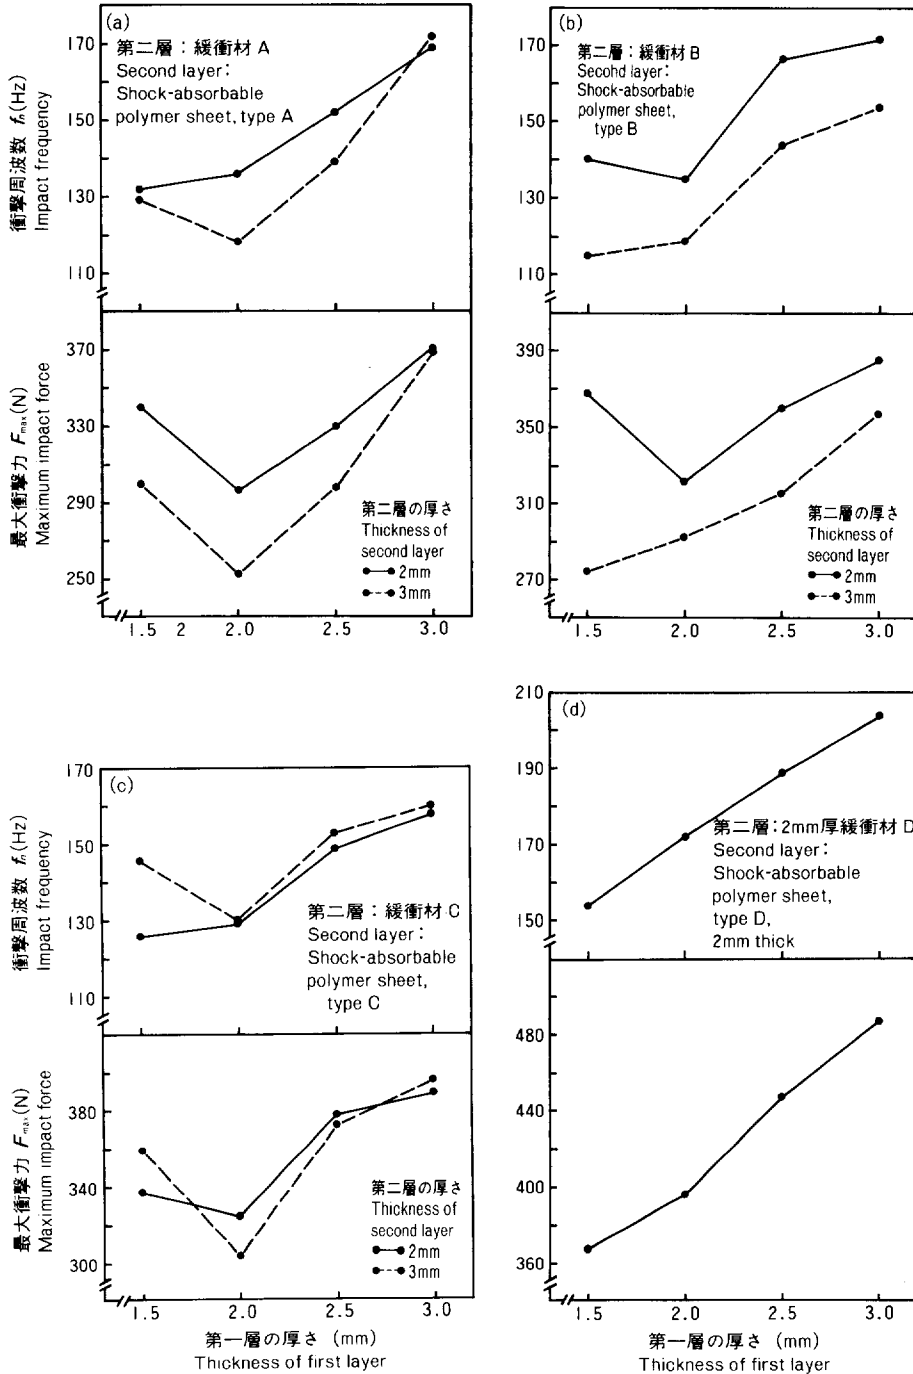 (a)
第二層：緩衝材 A
Second layer:
Shock-absorbable
polymer sheet, type A
衝撃周波数 fₙ(Hz)
Impact frequency
170
150
130
110
最大衝撃力 Fmax(N)
Maximum impact force
370
330
290
250
第二層の厚さ
Thickness of
second layer
2mm
3mm
1.5 2 2.0 2.5 3.0
(b)
第二層：緩衝材 B
Second layer:
Shock-absorbable
polymer sheet,
type B
170
150
130
110
390
350
310
270
第二層の厚さ
Thickness of
second layer
2mm
3mm
1.5 2.0 2.5 3.0
(c)
衝撃周波数 fₙ(Hz)
Impact frequency
170
150
130
110
第二層：緩衝材 C
Second layer:
Shock-absorbable
polymer sheet,
type C
最大衝撃力 Fmax(N)
Maximum impact force
380
340
300
第二層の厚さ
Thickness of
second layer
2mm
3mm
1.5 2.0 2.5 3.0
第一層の厚さ (mm)
Thickness of first layer
(d)
210
190
170
150
第二層：2mm厚緩衝材 D
Second layer:
Shock-absorbable
polymer sheet,
type D,
2mm thick
480
440
400
360
1.5 2.0 2.5 3.0
第一層の厚さ (mm)
Thickness of first layer